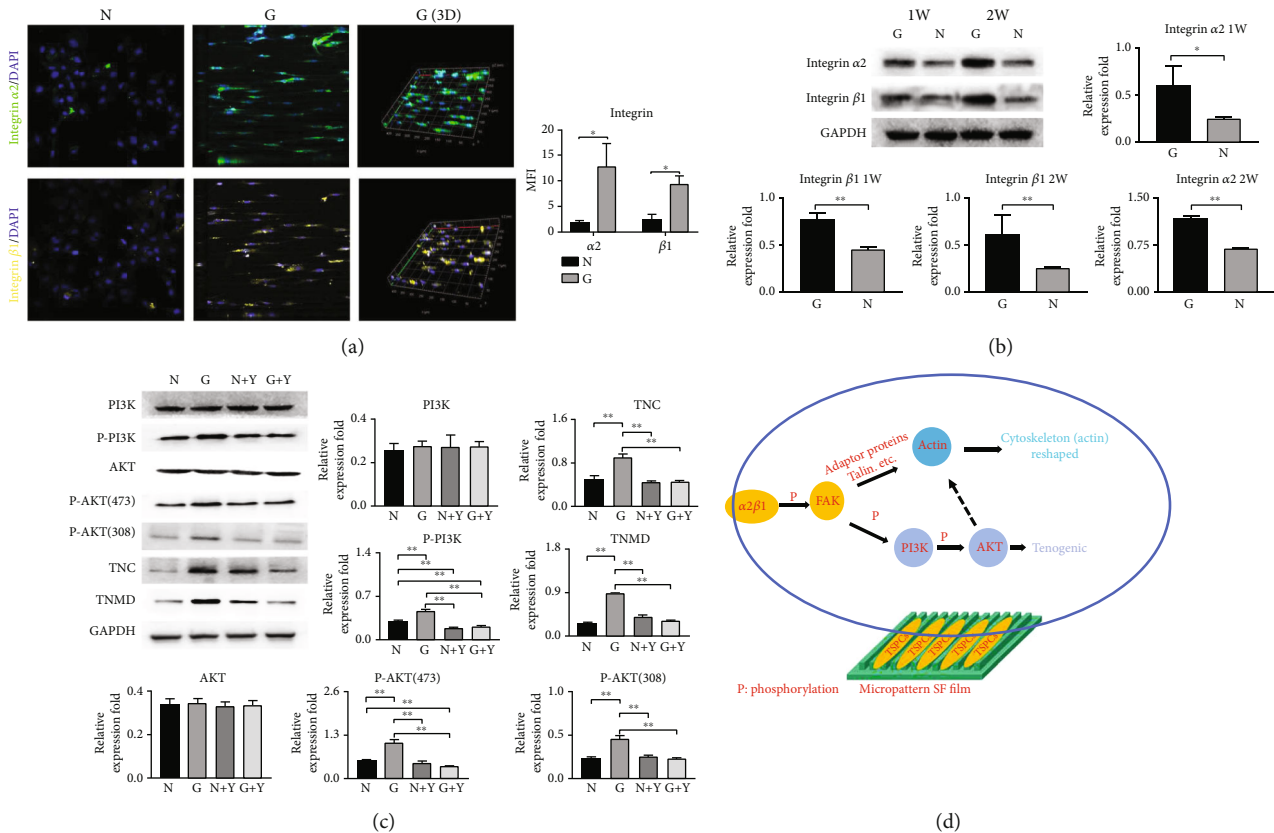 N
G
G (3D)
Integrin α2/DAPI
Integrin β1/DAPI
Integrin
MFI
20
15
10
5
0
*
*
α2
β1
N
G
(a)
1W
2W
G
N
G
N
Integrin α2
Integrin β1
GAPDH
Integrin α2 1W
Relative
expression fold
1.0
0.5
0.0
*
G
N
Integrin β1 1W
Relative
expression fold
1.0
0.5
0.0
**
G
N
Integrin β1 2W
Relative
expression fold
1.0
0.5
0.0
**
G
N
Integrin α2 2W
Relative
expression fold
1.50
0.75
0.0
**
G
N
(b)
N
G
N+Y
G+Y
PI3K
P-PI3K
AKT
P-AKT(473)
P-AKT(308)
TNC
TNMD
GAPDH
PI3K
Relative
expression fold
0.4
0.2
0.0
N
G
N+Y
G+Y
TNC
Relative
expression fold
1.6
0.8
0.0
**
**
**
N
G
N+Y
G+Y
P-PI3K
Relative
expression fold
1.4
0.3
0.0
**
**
**
**
**
N
G
N+Y
G+Y
TNMD
Relative
expression fold
1.8
0.9
0.0
**
**
**
N
G
N+Y
G+Y
AKT
Relative
expression fold
0.4
0.2
0.0
N
G
N+Y
G+Y
P-AKT(473)
Relative
expression fold
2.6
1.3
0.0
**
**
**
**
N
G
N+Y
G+Y
P-AKT(308)
Relative
expression fold
1.0
0.5
0.0
**
**
**
N
G
N+Y
G+Y
(c)
α2β1
P
FAK
Adaptor proteins
Talin. etc.
Actin
Cytoskeleton (actin)
reshaped
P
PI3K
P
AKT
Tenogenic
TSPCs
TSPCs
TSPCs
TSPCs
TSPCs
P: phosphorylation
Micropattern SF film
(d)